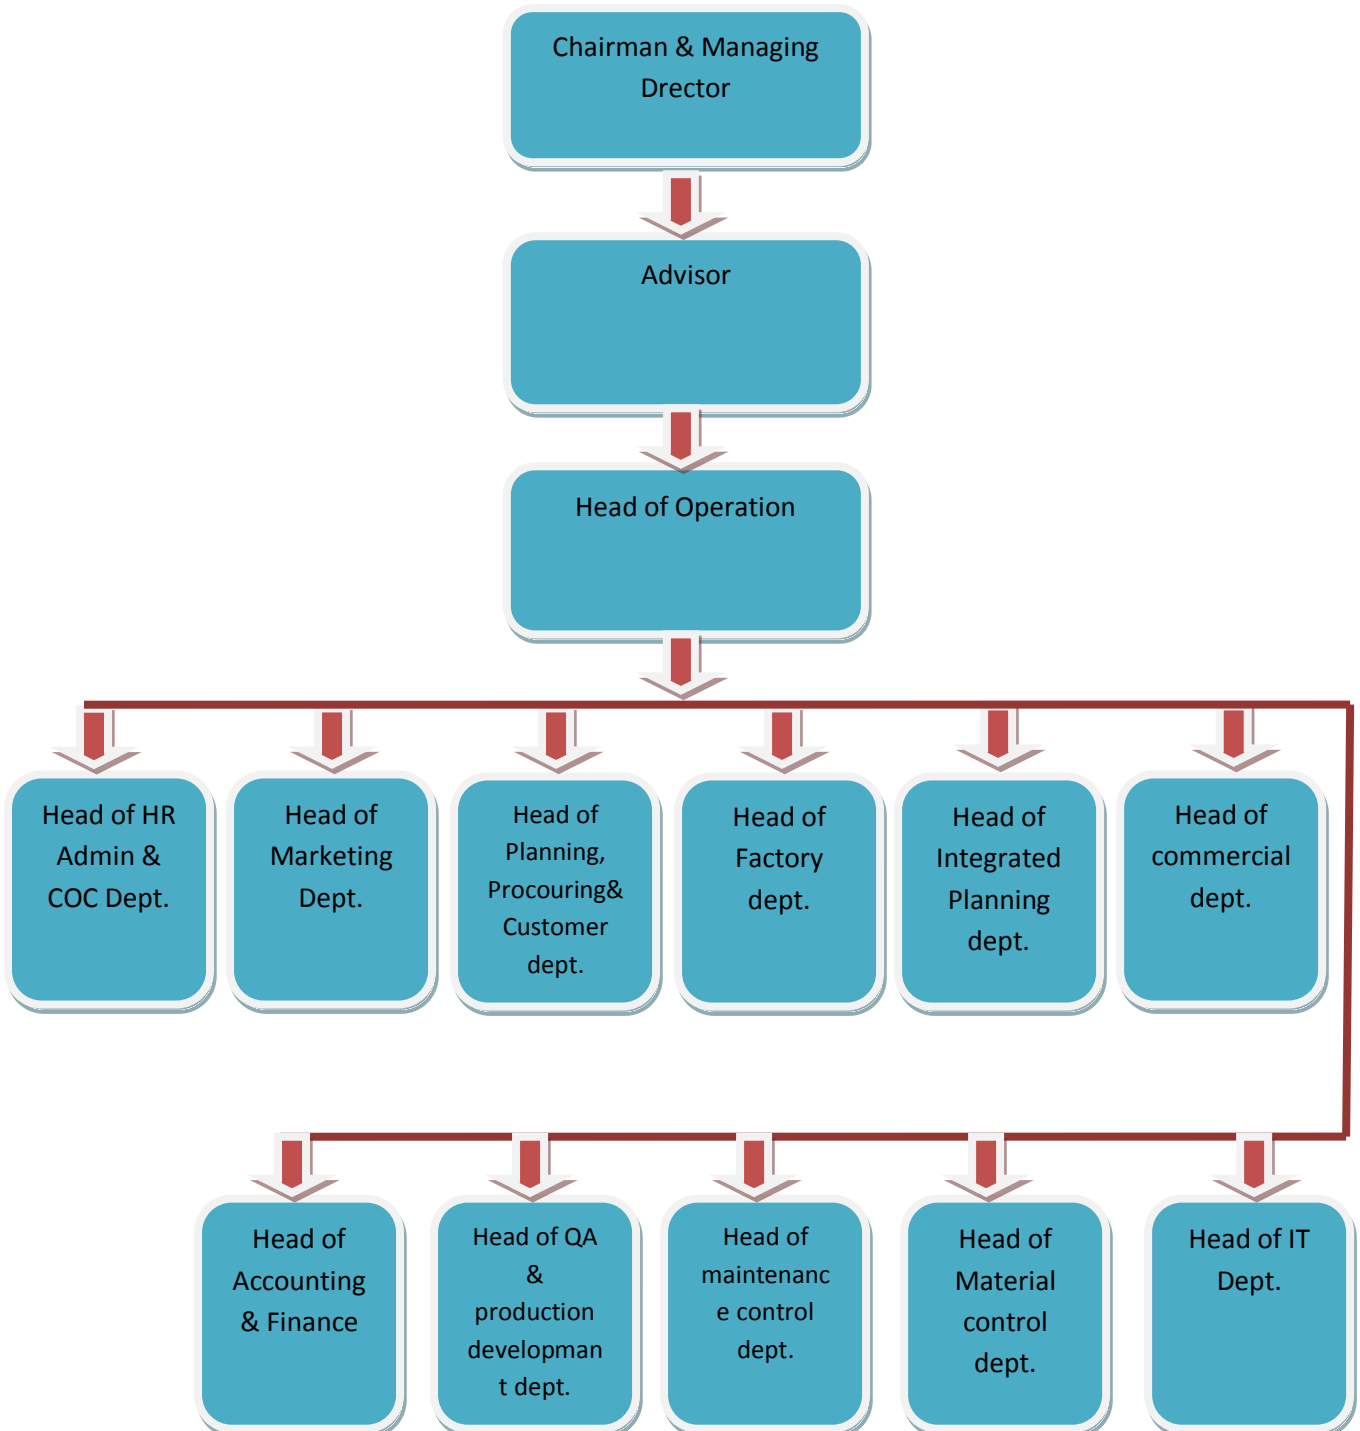 Chairman & Managing
Drector
Advisor
Head of Operation
Head of HR
Admin &
COC Dept.
Head of
Marketing
Dept.
Head of
Planning,
Procouring&
Customer
dept.
Head of
Factory
dept.
Head of
Integrated
Planning
dept.
Head of
commercial
dept.
Head of
Accounting
& Finance
Head of QA
&
production
developman
t dept.
Head of
maintenanc
e control
dept.
Head of
Material
control
dept.
Head of IT
Dept.